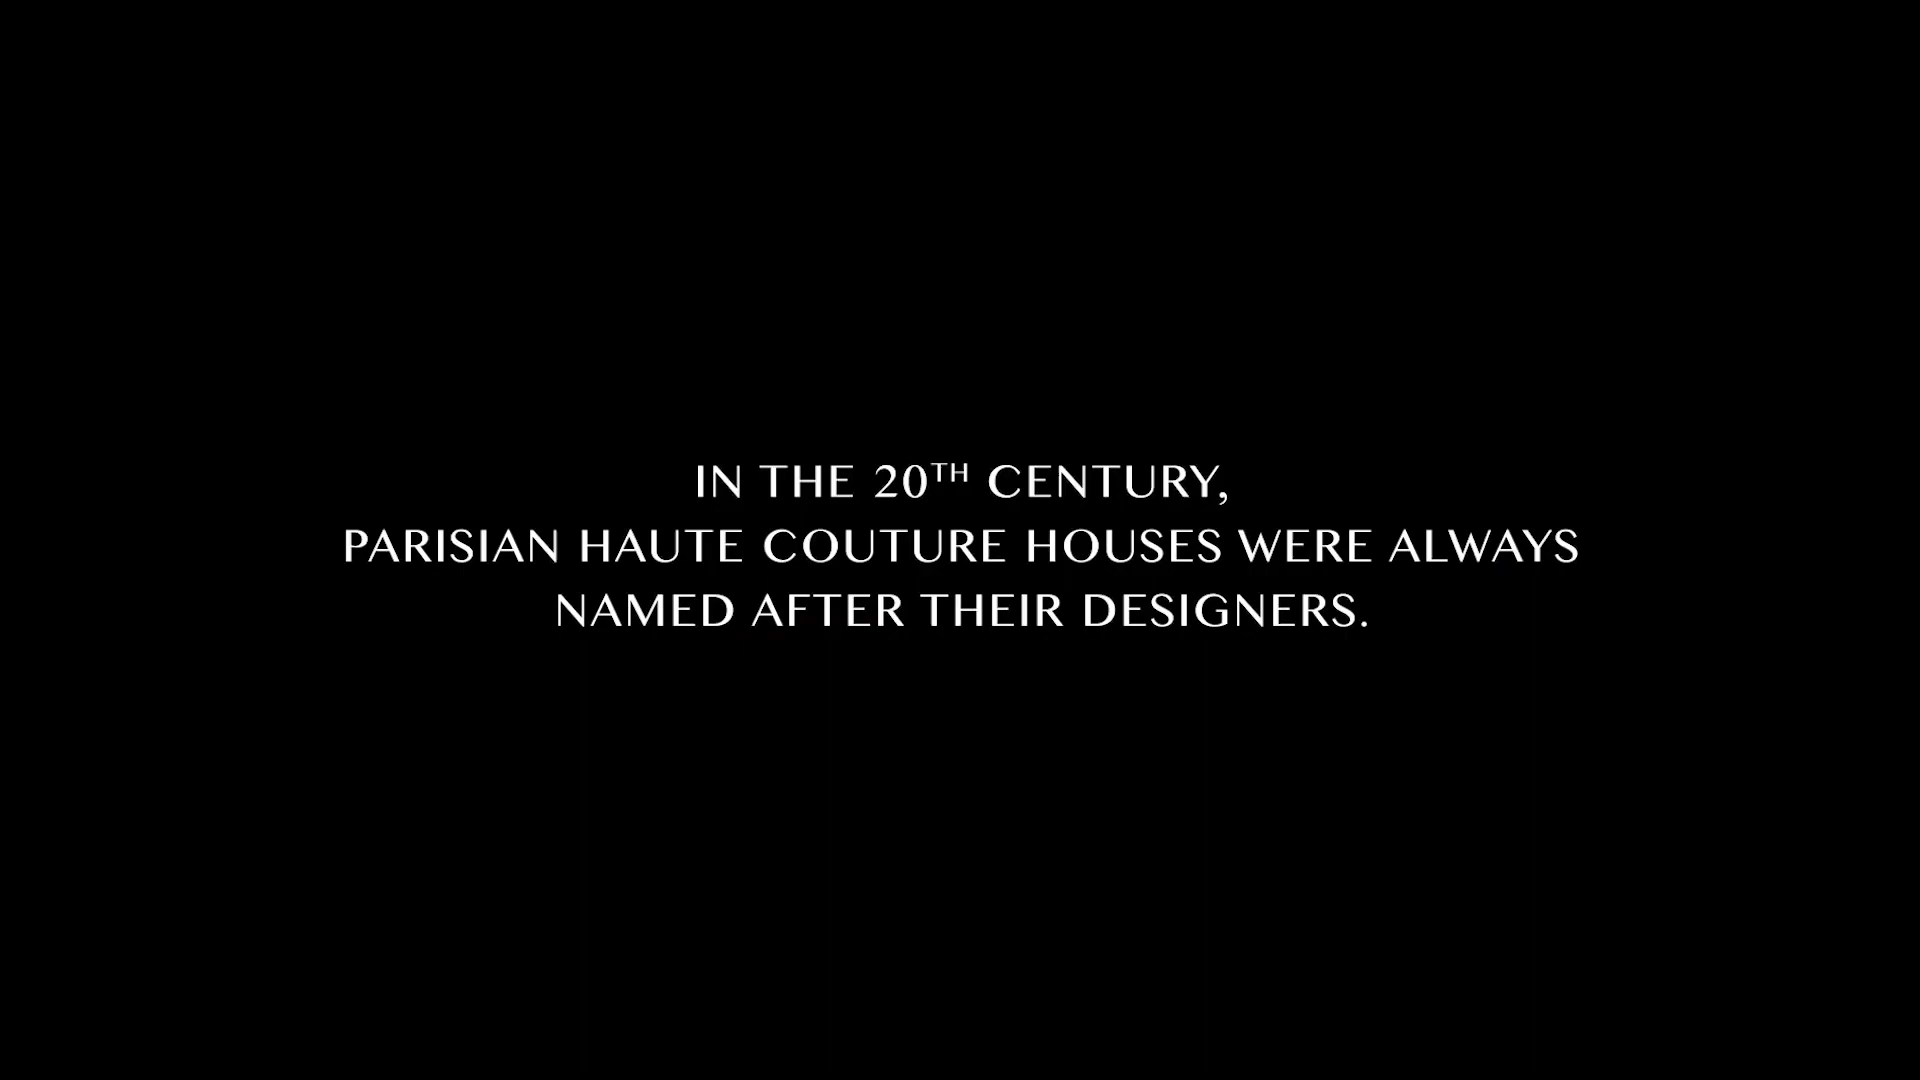 IN THE 20TH CENTURY,
PARISIAN HAUTE COUTURE HOUSES WERE ALWAYS
NAMED AFTER THEIR DESIGNERS.